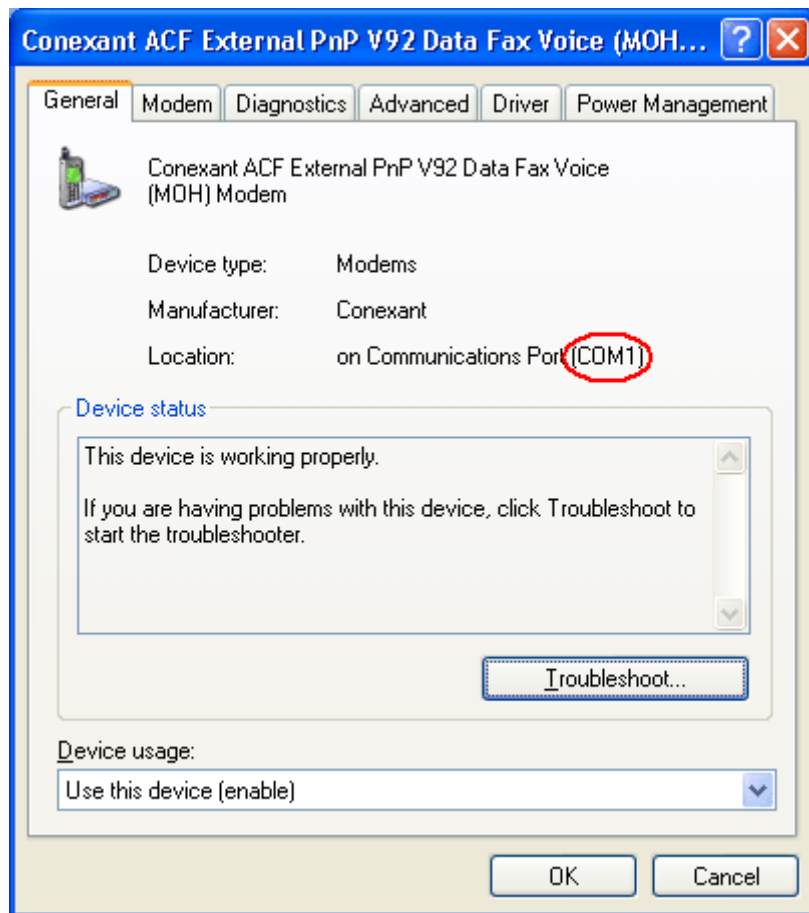 Conexant ACF External PnP V92 Data Fax Voice (MOH...
General Modem Diagnostics Advanced Driver Power Management
Conexant ACF External PnP V92 Data Fax Voice
(MOH) Modem
Device type: Modems
Manufacturer: Conexant
Location: on Communications Port (COM1)
Device status
This device is working properly.
If you are having problems with this device, click Troubleshoot to
start the troubleshooter.
Troubleshoot...
Device usage:
Use this device (enable)
OK Cancel